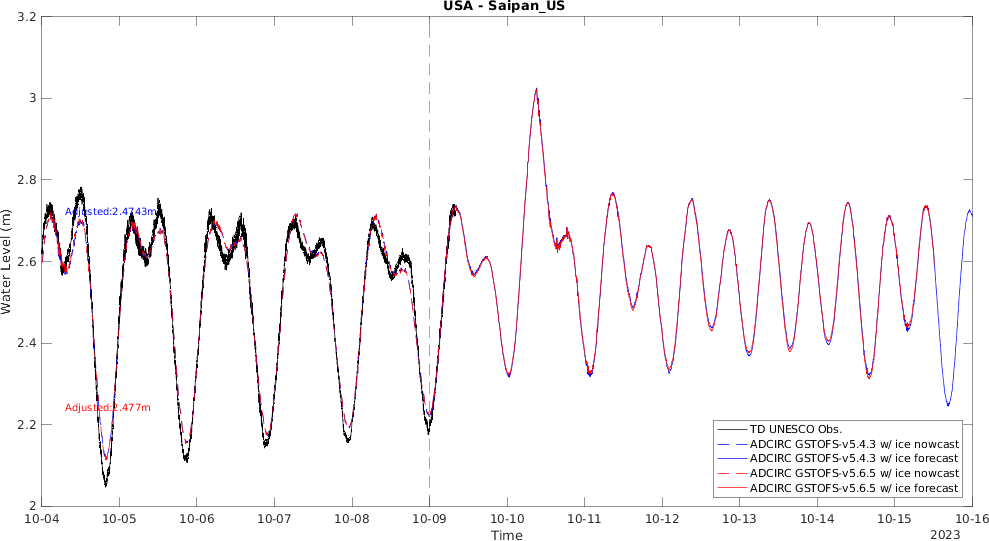 USA - Saipan_US
3.2
3
2.8
2.6
2.4
2.2
2
Water Level (m)
Adjusted:2.4743m
Adjusted:2.477m
TD UNESCO Obs.
ADCIRC GSTOFS-v5.4.3 w/ ice nowcast
ADCIRC GSTOFS-v5.4.3 w/ ice forecast
ADCIRC GSTOFS-v5.6.5 w/ ice nowcast
ADCIRC GSTOFS-v5.6.5 w/ ice forecast
10-04 10-05 10-06 10-07 10-08 10-09 10-10 10-11 10-12 10-13 10-14 10-15 10-16
Time
2023